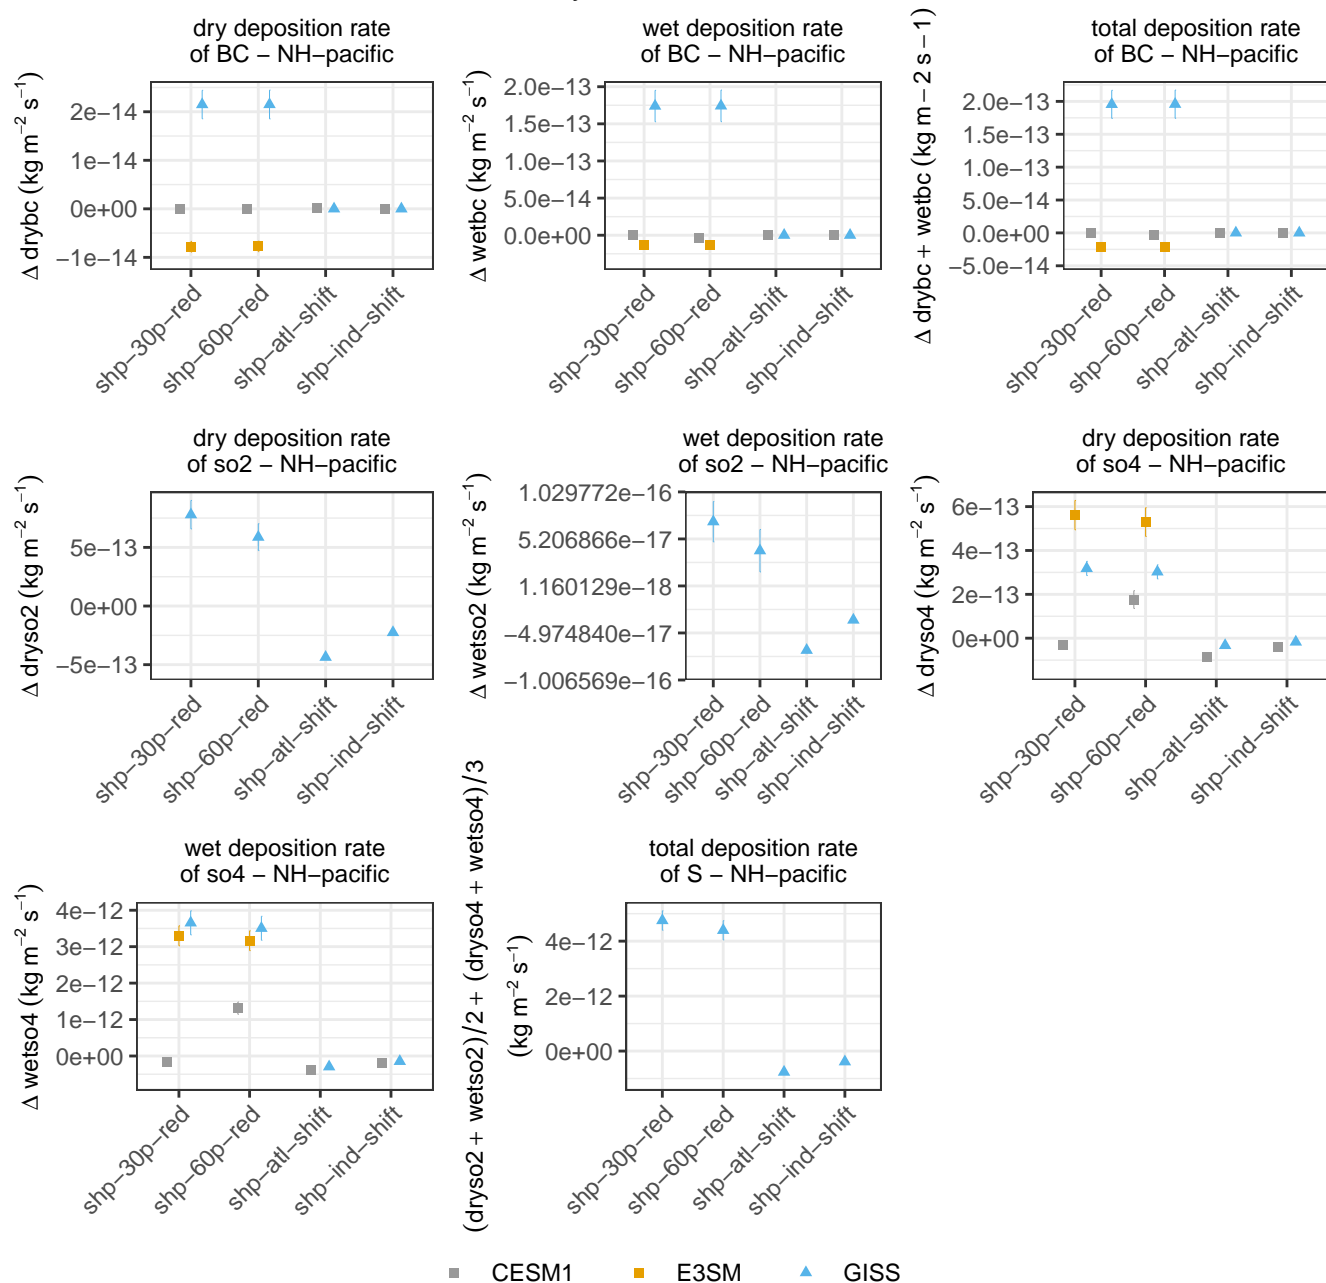 dry deposition rate
of BC − NH−pacific
Δ drybc (kg m−2 s−1)
2e−14
1e−14
0e+00
−1e−14
shp−30p−red
shp−60p−red
shp−atl−shift
shp−ind−shift
wet deposition rate
of BC − NH−pacific
Δ wetbc (kg m−2 s−1)
2.0e−13
1.5e−13
1.0e−13
5.0e−14
0.0e+00
shp−30p−red
shp−60p−red
shp−atl−shift
shp−ind−shift
total deposition rate
of BC − NH−pacific
Δ drybc + wetbc (kg m−2 s−1)
2.0e−13
1.5e−13
1.0e−13
5.0e−14
0.0e+00
−5.0e−14
shp−30p−red
shp−60p−red
shp−atl−shift
shp−ind−shift
dry deposition rate
of so2 − NH−pacific
Δ dryso2 (kg m−2 s−1)
5e−13
0e+00
−5e−13
shp−30p−red
shp−60p−red
shp−atl−shift
shp−ind−shift
wet deposition rate
of so2 − NH−pacific
Δ wetso2 (kg m−2 s−1)
1.029772e−16
5.206866e−17
1.160129e−18
−4.974840e−17
−1.006569e−16
shp−30p−red
shp−60p−red
shp−atl−shift
shp−ind−shift
dry deposition rate
of so4 − NH−pacific
Δ dryso4 (kg m−2 s−1)
6e−13
4e−13
2e−13
0e+00
shp−30p−red
shp−60p−red
shp−atl−shift
shp−ind−shift
wet deposition rate
of so4 − NH−pacific
Δ wetso4 (kg m−2 s−1)
4e−12
3e−12
2e−12
1e−12
0e+00
shp−30p−red
shp−60p−red
shp−atl−shift
shp−ind−shift
total deposition rate
of S − NH−pacific
(dryso2 + wetso2)/2 + (dryso4 + wetso4)/3
(kg m−2 s−1)
4e−12
2e−12
0e+00
shp−30p−red
shp−60p−red
shp−atl−shift
shp−ind−shift
CESM1
E3SM
GISS